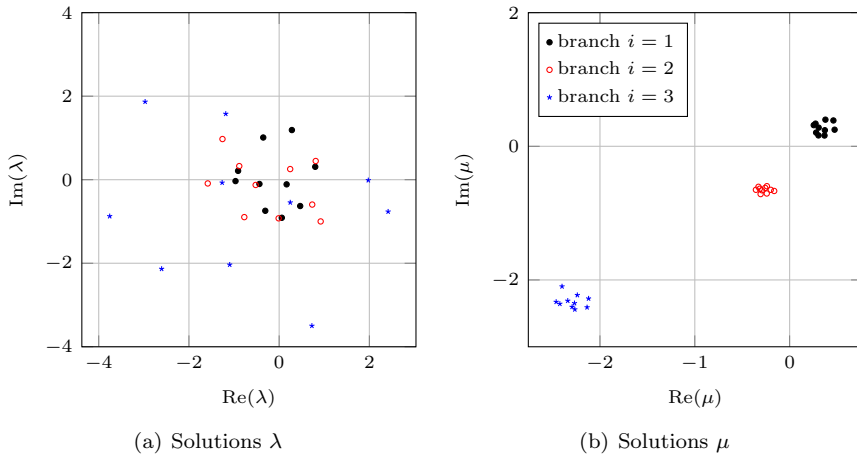 4
2
0
−2
−4
−4
−2
0
2
Re(λ)
Im(λ)
(a) Solutions λ
branch i = 1
branch i = 2
branch i = 3
2
0
−2
−2
−1
0
Re(μ)
Im(μ)
(b) Solutions μ